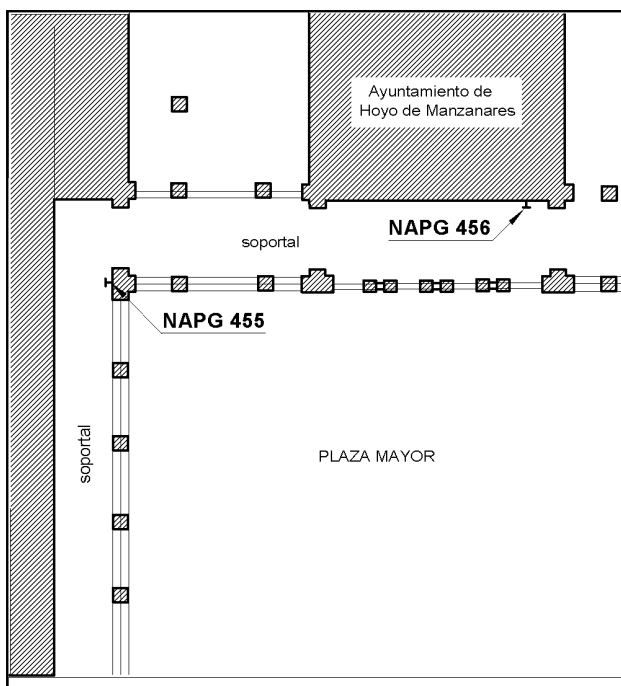 Ayuntamiento de
Hoyo de Manzanares
NAPG 456
soportal
NAPG 455
soportal
PLAZA MAYOR